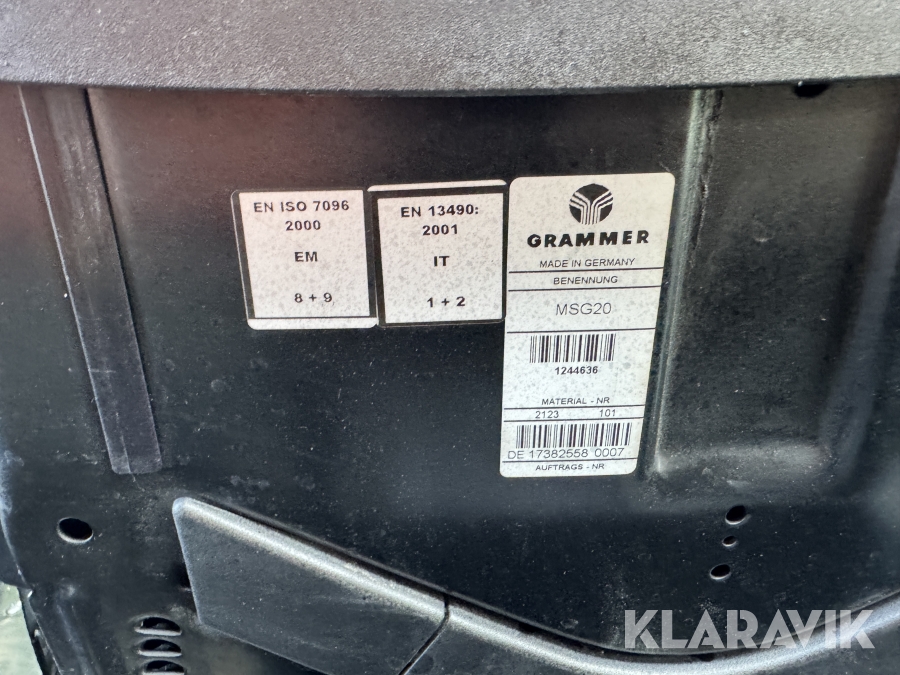 EN ISO 7096
2000
EM
8 + 9
EN 13490:
2001
IT
1 + 2
GRAMMER
MADE IN GERMANY
BENENNUNG
MSG20
1244636
MATERIAL - NR
2123 101
DE 17382558 0007
AUFTRAGS - NR
KLARAVIK